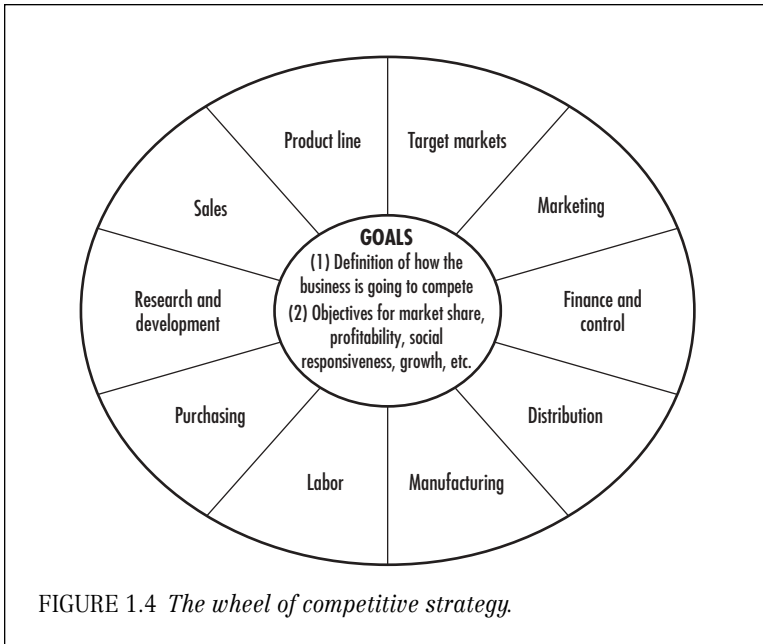 Product line
Target markets
Sales
Marketing
GOALS
(1) Definition of how the
business is going to compete
(2) Objectives for market share,
profitability, social
responsiveness, growth, etc.
Research and
development
Finance and
control
Purchasing
Distribution
Labor
Manufacturing
FIGURE 1.4 The wheel of competitive strategy.